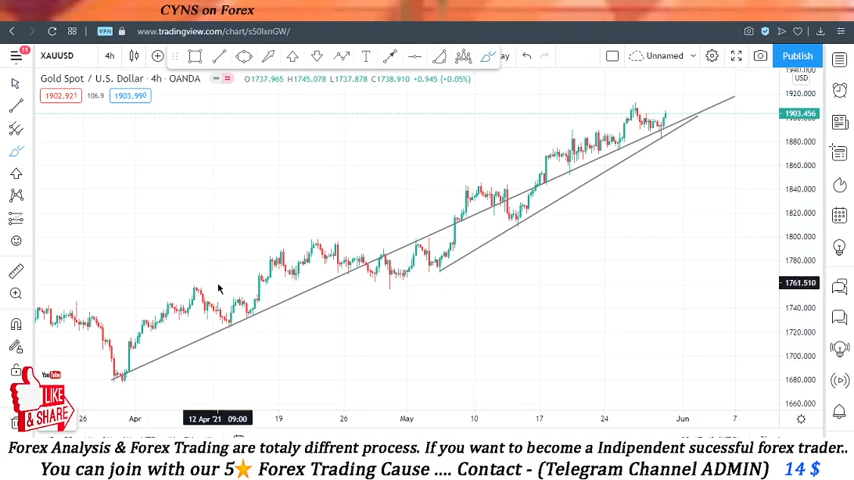 CYNS on Forex
VPN www.tradingview.com/chart/s50lxnGW/
XAUUSD 4h Unnamed Publish
Gold Spot / U.S. Dollar · 4h · OANDA O1737.965 H1745.078 L1737.878 C1738.910 +0.945 (+0.05%)
1902.921 106.9 1903.990
USD
1920.000
1903.456
1880.000
1860.000
1840.000
1820.000
1800.000
1780.000
1761.510
1740.000
1720.000
1700.000
1680.000
1660.000
26 Apr 12 Apr '21 09:00 19 26 May 10 17 24 Jun 7
YouTube
LIKE
& SHARE
Forex Analysis & Forex Trading are totaly diffrent process. If you want to become a Indipendent sucessful forex trader..
You can join with our 5⭐ Forex Trading Cause .... Contact - (Telegram Channel ADMIN) 14 $